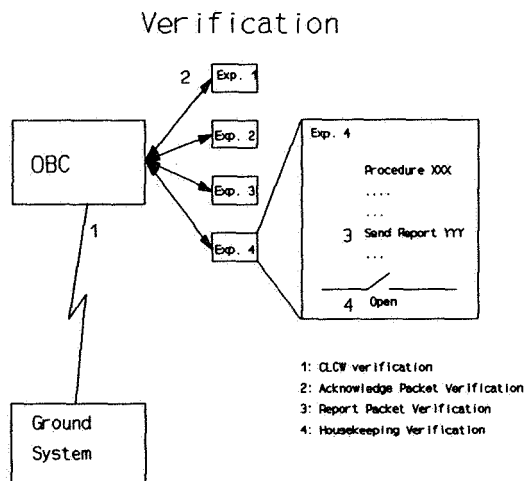 Verification
2
Exp. 1
Exp. 2
Exp. 3
Exp. 4
OBC
1
Exp. 4
Procedure XXX
....
...
3 Send Report YYY
...
4 Open
1: CLCW verification
2: Acknowledge Packet Verification
3: Report Packet Verification
4: Housekeeping Verification
Ground
System